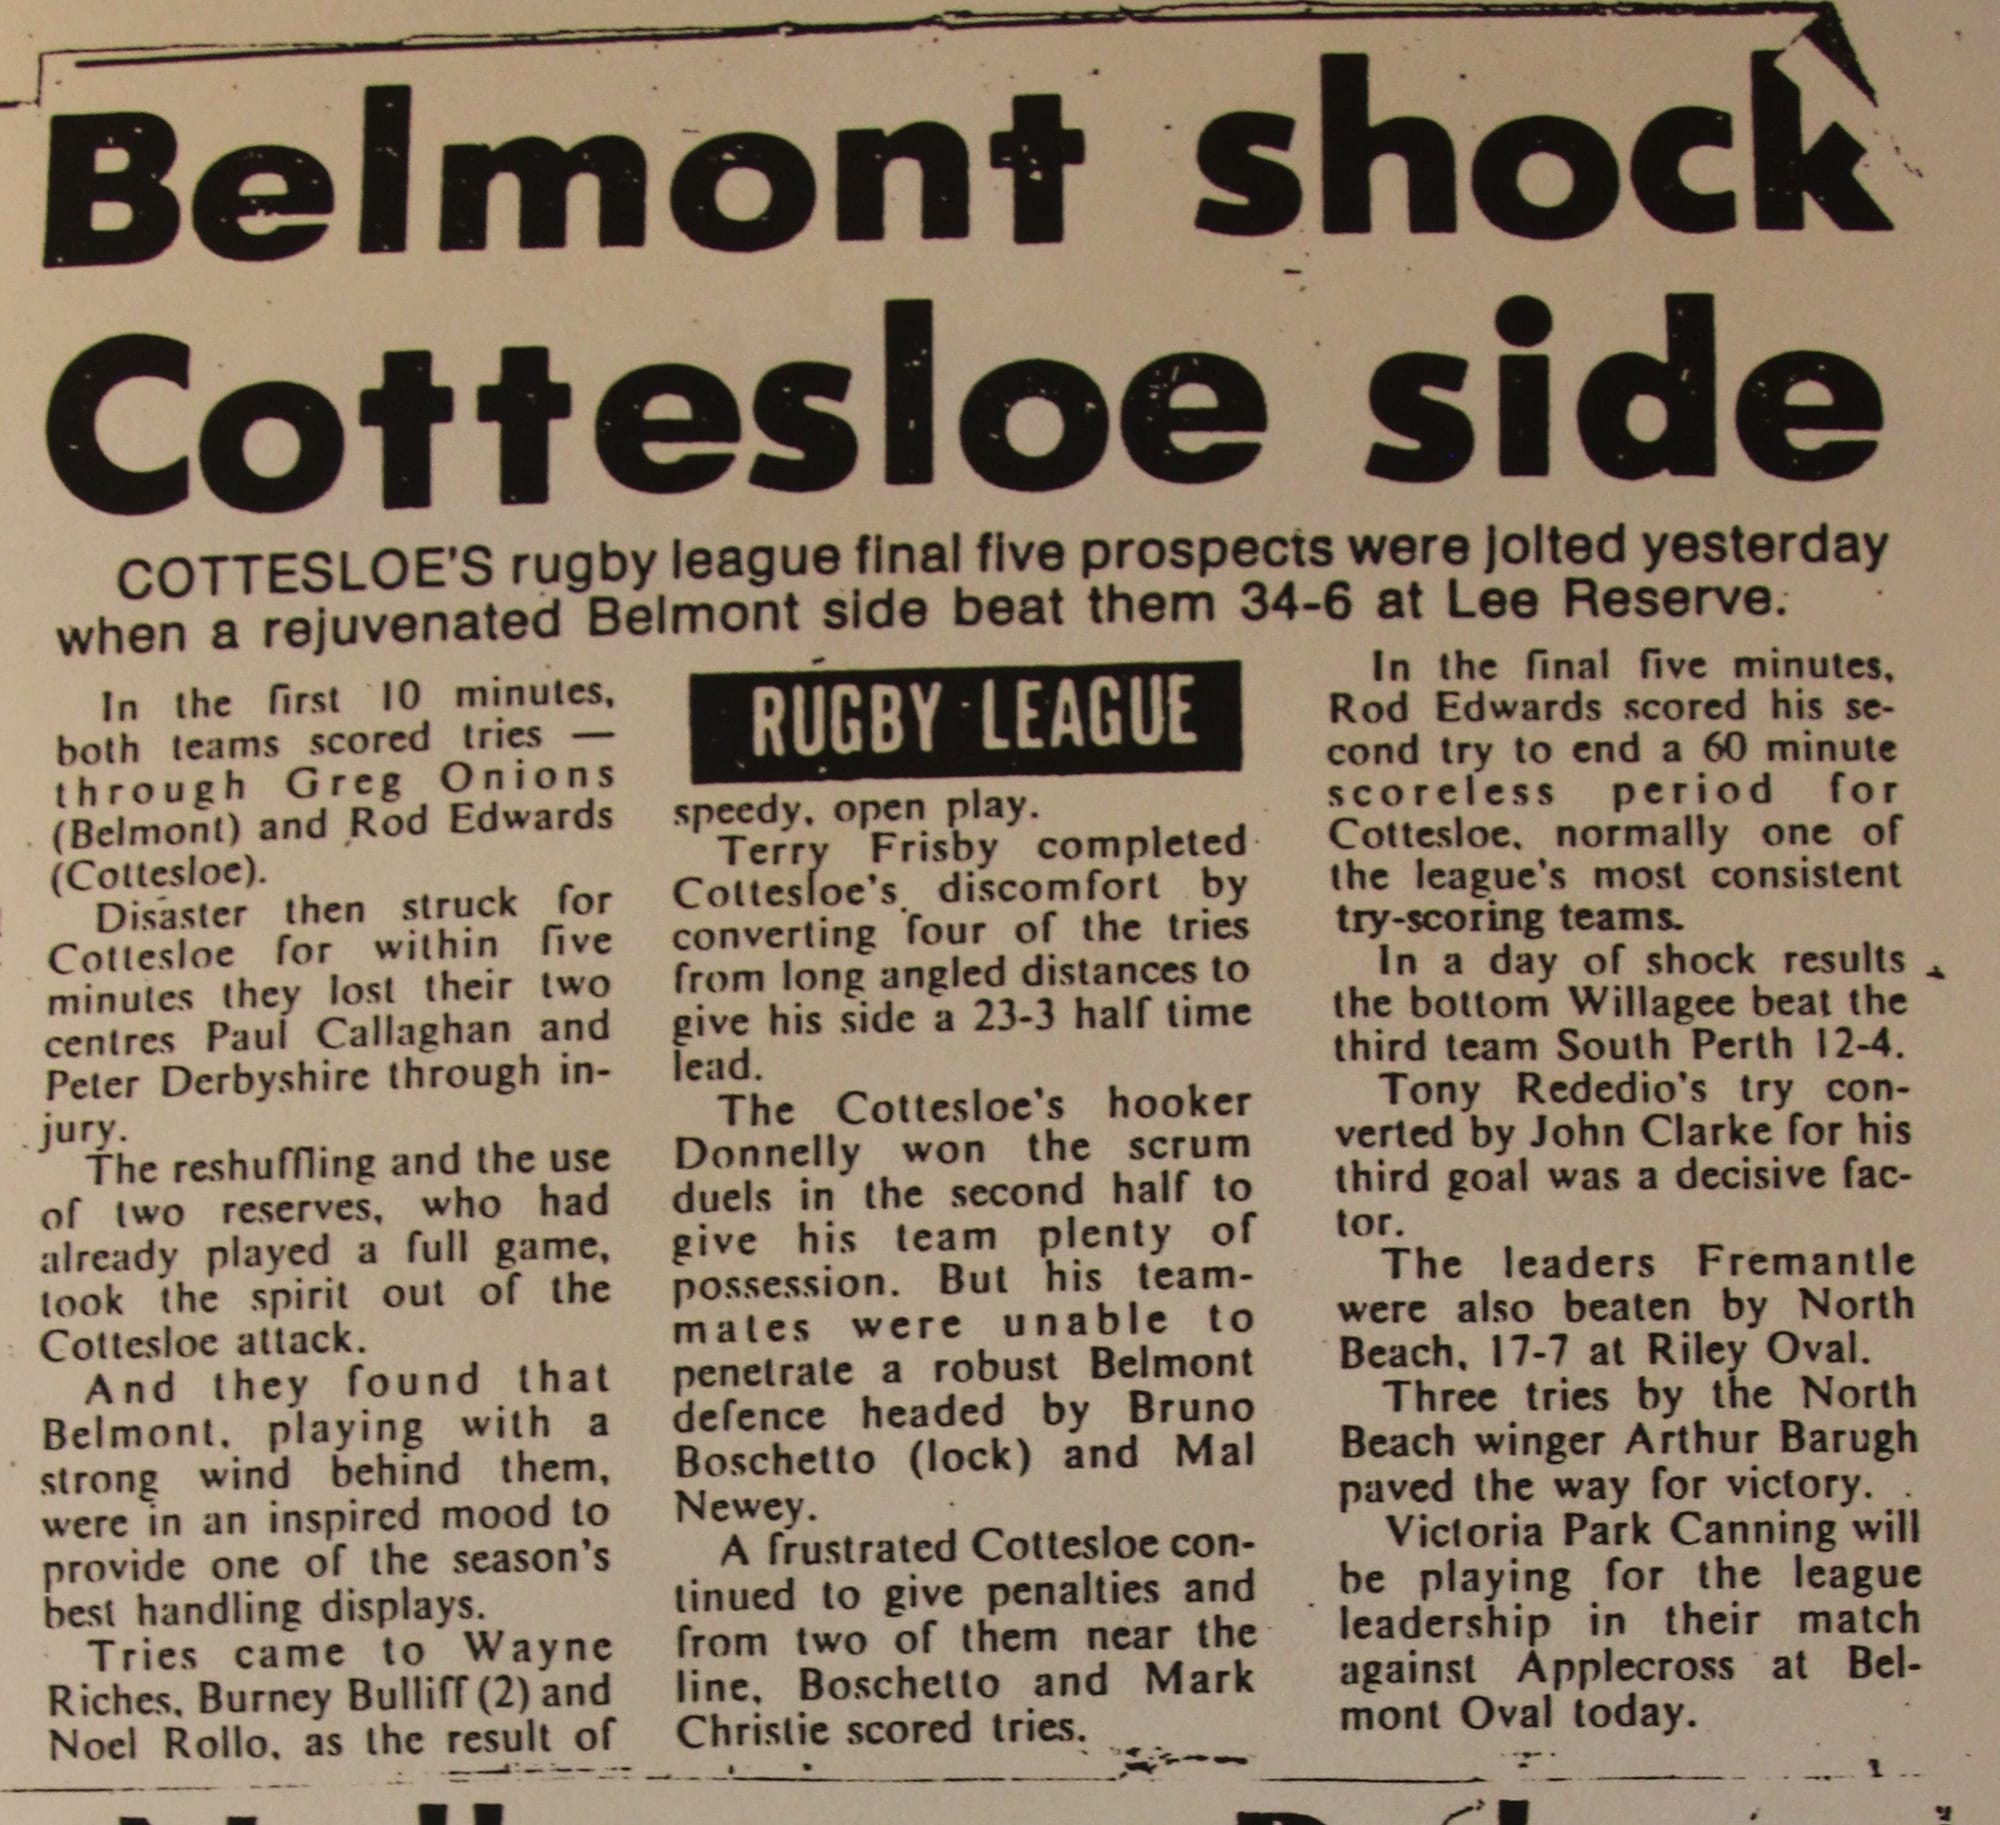 Belmont shock
Cottesloe side
COTTESLOE'S rugby league final five prospects were jolted yesterday
when a rejuvenated Belmont side beat them 34-6 at Lee Reserve.
In the first 10 minutes,
both teams scored tries —
through Greg Onions
(Belmont) and Rod Edwards
(Cottesloe).
Disaster then struck for
Cottesloe for within five
minutes they lost their two
centres Paul Callaghan and
Peter Derbyshire through in-
jury.
The reshuffling and the use
of two reserves, who had
already played a full game,
took the spirit out of the
Cottesloe attack.
And they found that
Belmont, playing with a
strong wind behind them,
were in an inspired mood to
provide one of the season's
best handling displays.
Tries came to Wayne
Riches, Burney Bulliff (2) and
Noel Rollo, as the result of
RUGBY LEAGUE
speedy, open play.
Terry Frisby completed
Cottesloe's discomfort by
converting four of the tries
from long angled distances to
give his side a 23-3 half time
lead.
The Cottesloe's hooker
Donnelly won the scrum
duels in the second half to
give his team plenty of
possession. But his team-
mates were unable to
penetrate a robust Belmont
defence headed by Bruno
Boschetto (lock) and Mal
Newey.
A frustrated Cottesloe con-
tinued to give penalties and
from two of them near the
line, Boschetto and Mark
Christie scored tries.
In the final five minutes,
Rod Edwards scored his se-
cond try to end a 60 minute
scoreless period for
Cottesloe, normally one of
the league's most consistent
try-scoring teams.
In a day of shock results
the bottom Willagee beat the
third team South Perth 12-4.
Tony Rededio's try con-
verted by John Clarke for his
third goal was a decisive fac-
tor.
The leaders Fremantle
were also beaten by North
Beach, 17-7 at Riley Oval.
Three tries by the North
Beach winger Arthur Barugh
paved the way for victory.
Victoria Park Canning will
be playing for the league
leadership in their match
against Applecross at Bel-
mont Oval today.